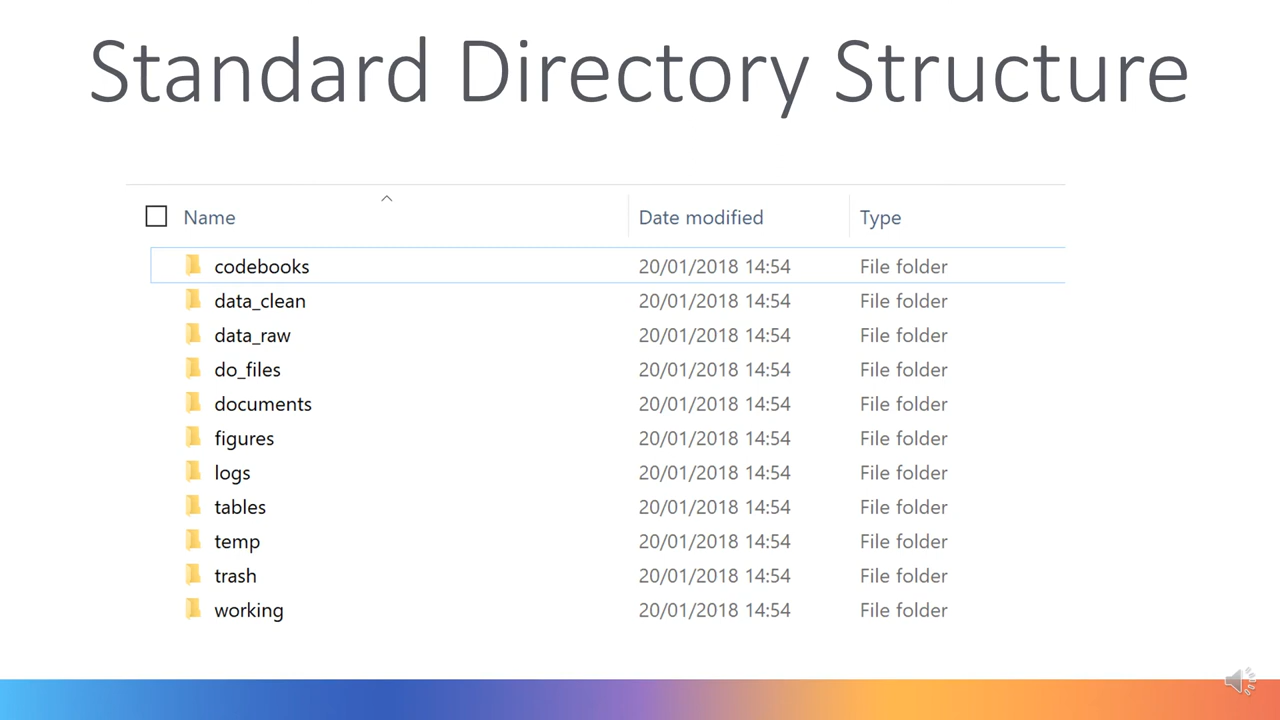 Standard Directory Structure
Name Date modified Type
codebooks 20/01/2018 14:54 File folder
data_clean 20/01/2018 14:54 File folder
data_raw 20/01/2018 14:54 File folder
do_files 20/01/2018 14:54 File folder
documents 20/01/2018 14:54 File folder
figures 20/01/2018 14:54 File folder
logs 20/01/2018 14:54 File folder
tables 20/01/2018 14:54 File folder
temp 20/01/2018 14:54 File folder
trash 20/01/2018 14:54 File folder
working 20/01/2018 14:54 File folder